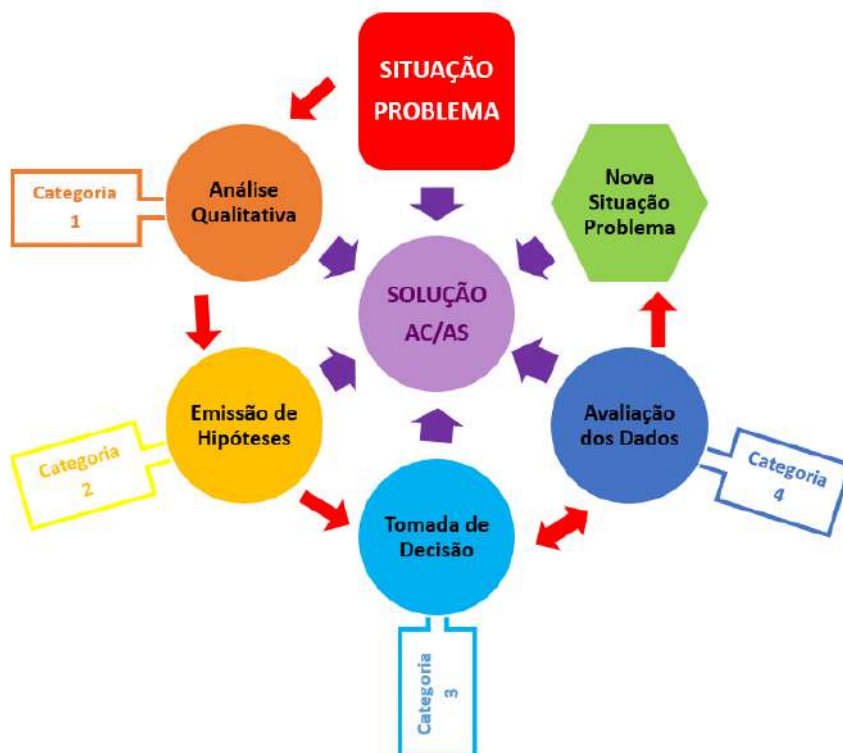 SITUAÇÃO
PROBLEMA
Análise
Qualitativa
Categoria
1
Nova
Situação
Problema
SOLUÇÃO
AC/AS
Emissão de
Hipóteses
Categoria
2
Avaliação
dos Dados
Categoria
4
Tomada de
Decisão
Categoria
3